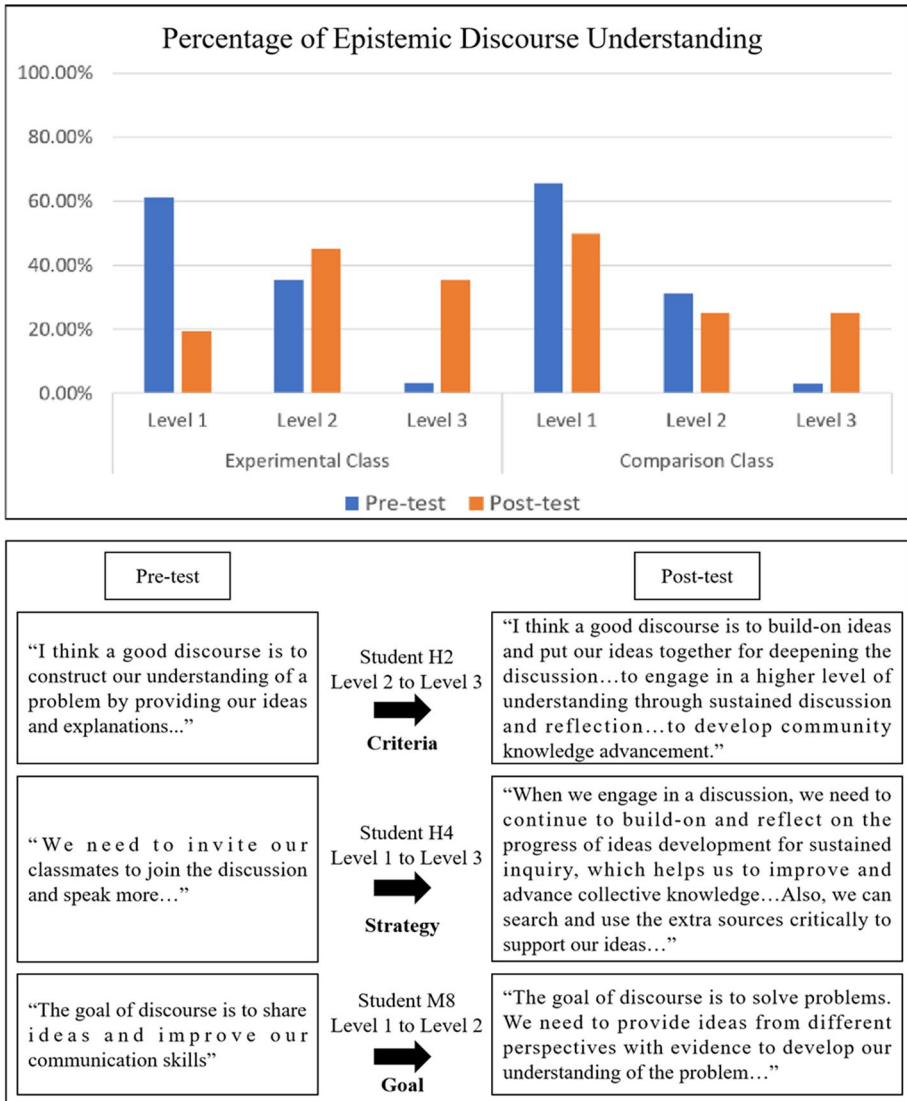 Percentage of Epistemic Discourse Understanding
100.00%
80.00%
60.00%
40.00%
20.00%
0.00%
Level 1 Level 2 Level 3 Level 1 Level 2 Level 3
Experimental Class Comparison Class
Pre-test Post-test
Pre-test
Post-test
“I think a good discourse is to
construct our understanding of a
problem by providing our ideas
and explanations...”
Student H2
Level 2 to Level 3
Criteria
“I think a good discourse is to build-on ideas
and put our ideas together for deepening the
discussion…to engage in a higher level of
understanding through sustained discussion
and reflection…to develop community
knowledge advancement.”
“We need to invite our
classmates to join the discussion
and speak more…”
Student H4
Level 1 to Level 3
Strategy
“When we engage in a discussion, we need to
continue to build-on and reflect on the
progress of ideas development for sustained
inquiry, which helps us to improve and
advance collective knowledge…Also, we can
search and use the extra sources critically to
support our ideas…”
“The goal of discourse is to share
ideas and improve our
communication skills”
Student M8
Level 1 to Level 2
Goal
“The goal of discourse is to solve problems.
We need to provide ideas from different
perspectives with evidence to develop our
understanding of the problem…”